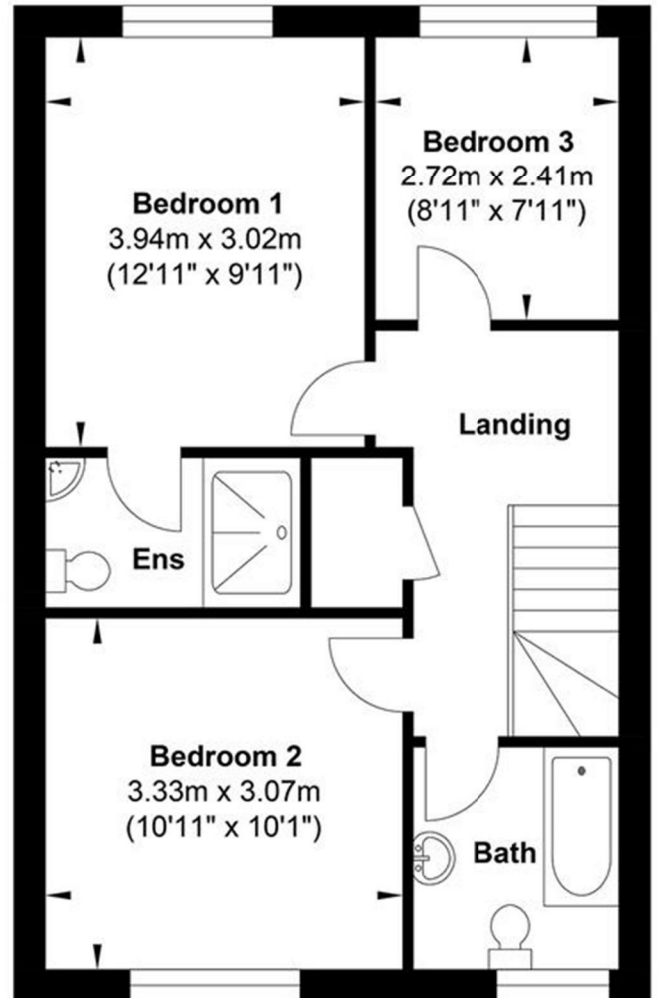 Bedroom 1
3.94m x 3.02m
(12'11" x 9'11")
Bedroom 3
2.72m x 2.41m
(8'11" x 7'11")
Landing
Ens
Bedroom 2
3.33m x 3.07m
(10'11" x 10'1")
Bath